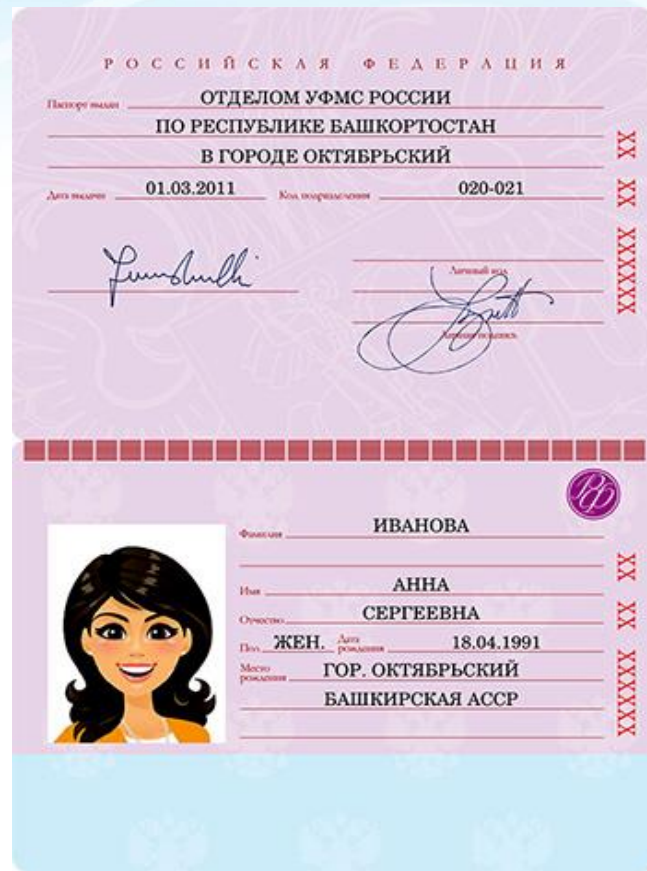 РОССИЙСКАЯ ФЕДЕРАЦИЯ
Паспорт выдан ОТДЕЛОМ УФМС РОССИИ
ПО РЕСПУБЛИКЕ БАШКОРТОСТАН
В ГОРОДЕ ОКТЯБРЬСКИЙ
Дата выдачи 01.03.2011 Код подразделения 020-021
Личный код
Личная подпись
XX XX XXXXXX
РФ
Фамилия ИВАНОВА
Имя АННА
Отчество СЕРГЕЕВНА
Пол ЖЕН. Дата рождения 18.04.1991
Место рождения ГОР. ОКТЯБРЬСКИЙ
БАШКИРСКАЯ АССР
XX XX XXXXXX